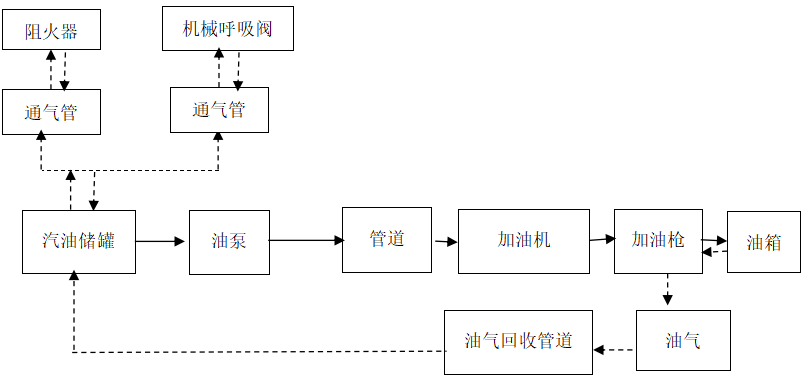 阻火器
机械呼吸阀
通气管
通气管
汽油储罐
油泵
管道
加油机
加油枪
油箱
油气回收管道
油气